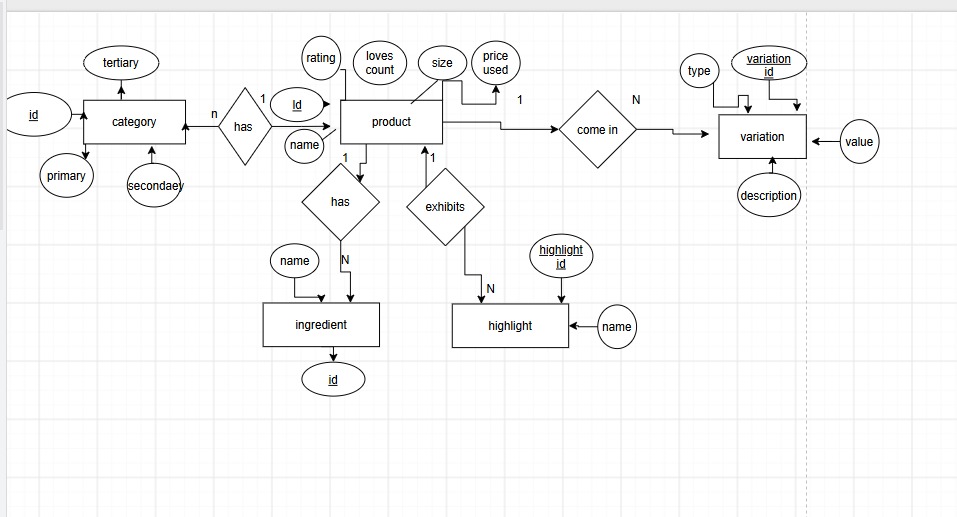 tertiary
rating
loves
count
size
price
used
type
variation
id
id
category
n
has
1
Id
name
product
1
come in
N
variation
value
primary
secondaey
1
has
1
exhibits
description
name
N
highlight
id
N
ingredient
highlight
name
id